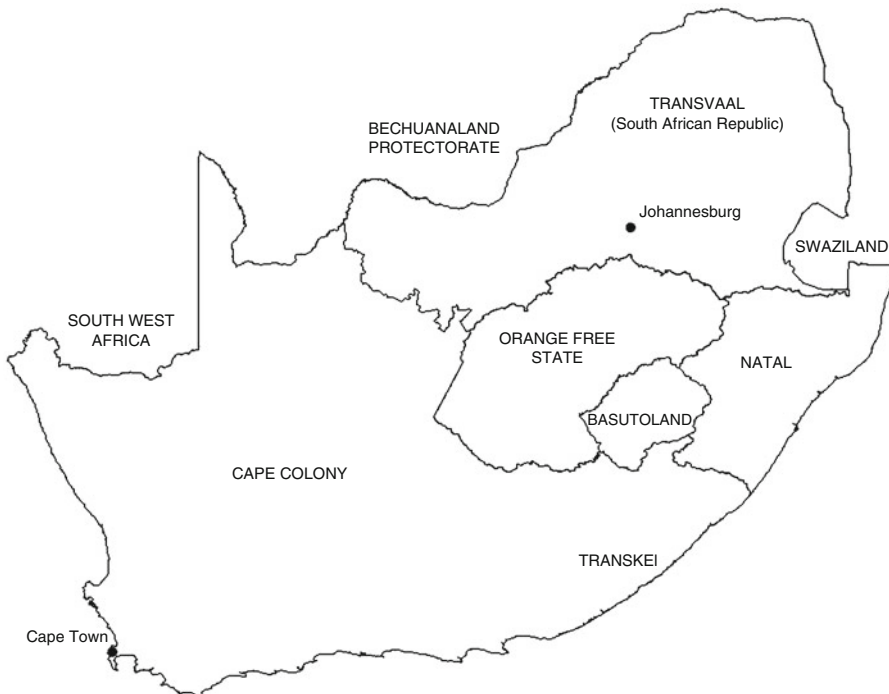 TRANSVAAL
(South African Republic)
BECHUANALAND
PROTECTORATE
Johannesburg
SWAZILAND
SOUTH WEST
AFRICA
ORANGE FREE
STATE
NATAL
BASUTOLAND
CAPE COLONY
TRANSKEI
Cape Town